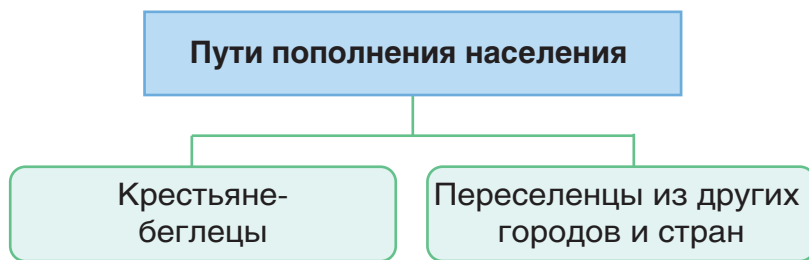 Пути пополнения населения
Крестьяне-
беглецы
Переселенцы из других
городов и стран